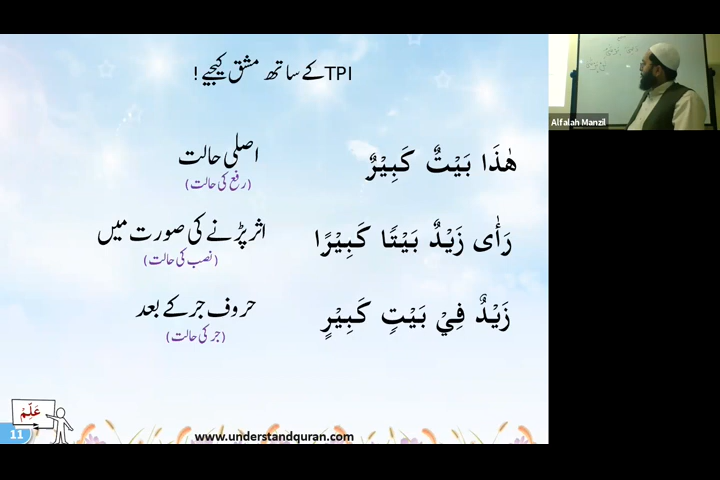 TPI کے ساتھ مشق کیجیے !
هٰذَا بَيْتٌ كَبِيْرٌ
اصلی حالت
(رفع کی حالت)
رَأٰى زَيْدٌ بَيْتًا كَبِيْرًا
اثر پڑنے کی صورت میں
(نصب کی حالت)
زَيْدٌ فِيْ بَيْتٍ كَبِيْرٍ
حروف جر کے بعد
(جر کی حالت)
عَلِّمْ
11
www.understandquran.com
Alfalah Manzil